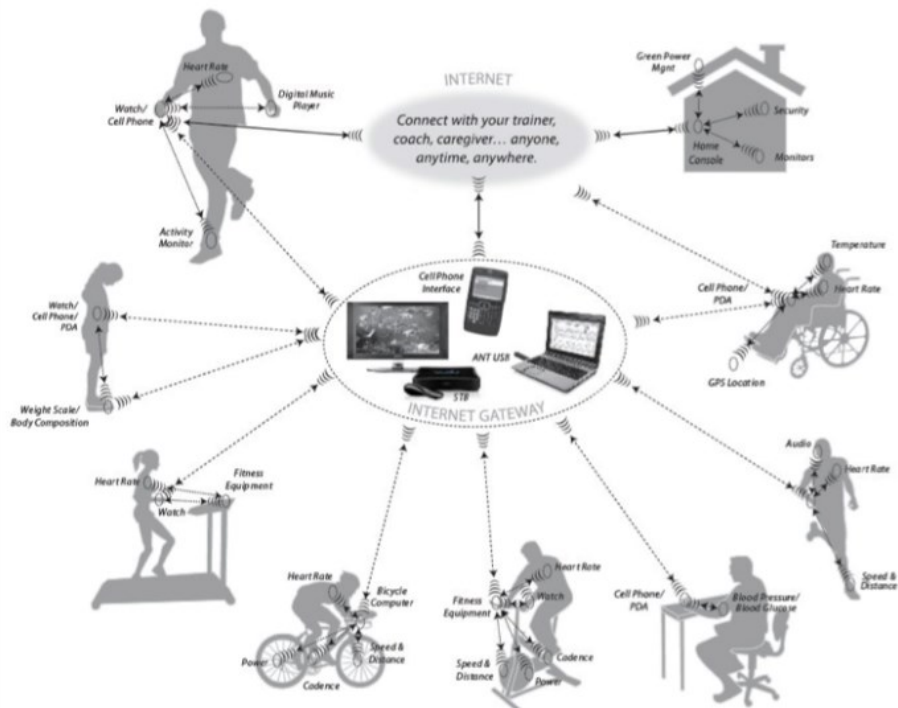 Heart Rate
Digital Music
Player
Watch/
Cell Phone
Activity
Monitor
INTERNET
Connect with your trainer,
coach, caregiver... anyone,
anytime, anywhere.
Green Power
Mgnt
Security
Home
Console
Monitors
Watch/
Cell Phone/
PDA
Weight Scale/
Body Composition
Cell Phone
Interface
ANT USB
STB
INTERNET GATEWAY
Temperature
Cell Phone/
PDA
Heart Rate
GPS Location
Heart Rate
Fitness
Equipment
Watch
Audio
Heart Rate
Speed &
Distance
Heart Rate
Bicycle
Computer
Power
Speed &
Distance
Cadence
Heart Rate
Fitness
Equipment
Watch
Speed &
Distance
Cadence
Power
Cell Phone/
PDA
Blood Pressure/
Blood Glucose